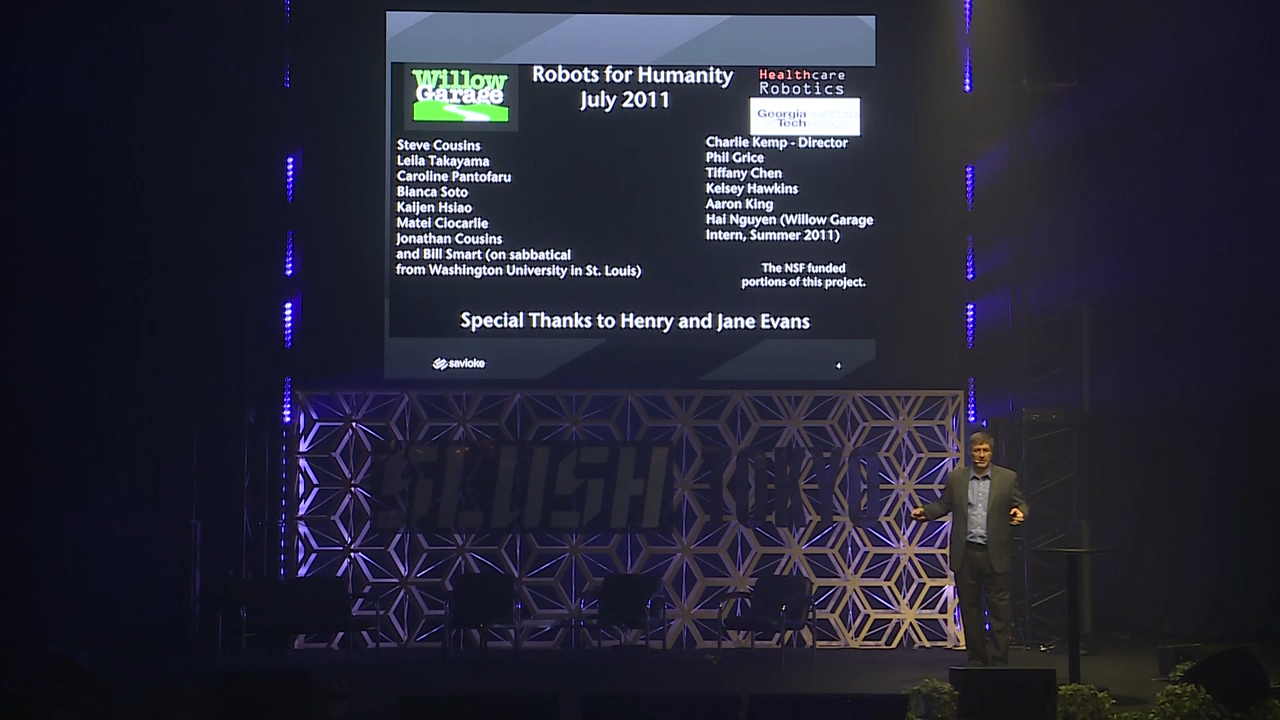 Willow
Garage
Robots for Humanity
July 2011
Healthcare
Robotics
Georgia
Tech
Steve Cousins
Leila Takayama
Caroline Pantofaru
Bianca Soto
Kaijen Hsiao
Matei Ciocarlie
Jonathan Cousins
and Bill Smart (on sabbatical
from Washington University in St. Louis)
Charlie Kemp - Director
Phil Grice
Tiffany Chen
Kelsey Hawkins
Aaron King
Hai Nguyen (Willow Garage
Intern, Summer 2011)
The NSF funded
portions of this project.
Special Thanks to Henry and Jane Evans
savioke
4
SLUSH TOKYO